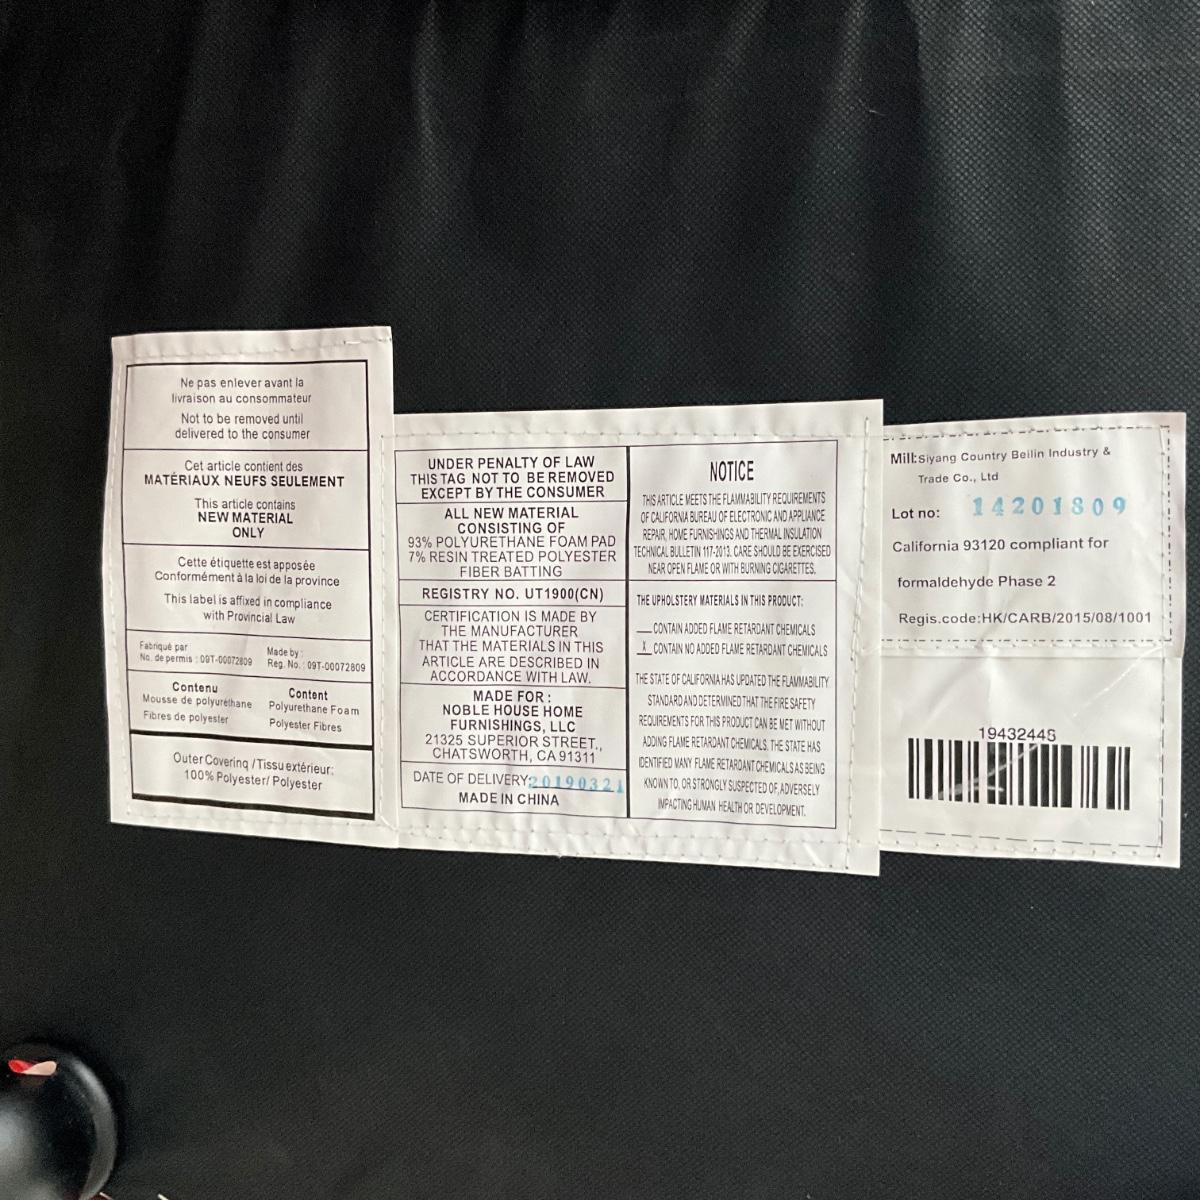 Ne pas enlever avant la
livraison au consommateur
Not to be removed until
delivered to the consumer
Cet article contient des
MATÉRIAUX NEUFS SEULEMENT
This article contains
NEW MATERIAL
ONLY
Cette étiquette est apposée
Conformément à la loi de la province
This label is affixed in compliance
with Provincial Law
Fabriqué par
No. de permis : 09T-00072809
Made by :
Reg. No. : 09T-00072809
Contenu
Mousse de polyuréthane
Fibres de polyester
Content
Polyurethane Foam
Polyester Fibres
Outer Covering / Tissu extérieur:
100% Polyester/ Polyester
UNDER PENALTY OF LAW
THIS TAG NOT TO BE REMOVED
EXCEPT BY THE CONSUMER
ALL NEW MATERIAL
CONSISTING OF
93% POLYURETHANE FOAM PAD
7% RESIN TREATED POLYESTER
FIBER BATTING
REGISTRY NO. UT1900(CN)
CERTIFICATION IS MADE BY
THE MANUFACTURER
THAT THE MATERIALS IN THIS
ARTICLE ARE DESCRIBED IN
ACCORDANCE WITH LAW.
MADE FOR :
NOBLE HOUSE HOME
FURNISHINGS, LLC
21325 SUPERIOR STREET.,
CHATSWORTH, CA 91311
DATE OF DELIVERY:20190321
MADE IN CHINA
NOTICE
THIS ARTICLE MEETS THE FLAMMABILITY REQUIREMENTS
OF CALIFORNIA BUREAU OF ELECTRONIC AND APPLIANCE
REPAIR, HOME FURNISHINGS AND THERMAL INSULATION
TECHNICAL BULLETIN 117-2013. CARE SHOULD BE EXERCISED
NEAR OPEN FLAME OR WITH BURNING CIGARETTES.
THE UPHOLSTERY MATERIALS IN THIS PRODUCT:
___CONTAIN ADDED FLAME RETARDANT CHEMICALS
_X_CONTAIN NO ADDED FLAME RETARDANT CHEMICALS
THE STATE OF CALIFORNIA HAS UPDATED THE FLAMMABILITY
STANDARD AND DETERMINED THAT THE FIRE SAFETY
REQUIREMENTS FOR THIS PRODUCT CAN BE MET WITHOUT
ADDING FLAME RETARDANT CHEMICALS. THE STATE HAS
IDENTIFIED MANY FLAME RETARDANT CHEMICALS AS BEING
KNOWN TO, OR STRONGLY SUSPECTED OF, ADVERSELY
IMPACTING HUMAN HEALTH OR DEVELOPMENT.
Mill:Siyang Country Beilin Industry &
Trade Co., Ltd
Lot no: 14201809
California 93120 compliant for
formaldehyde Phase 2
Regis.code:HK/CARB/2015/08/1001
19432448